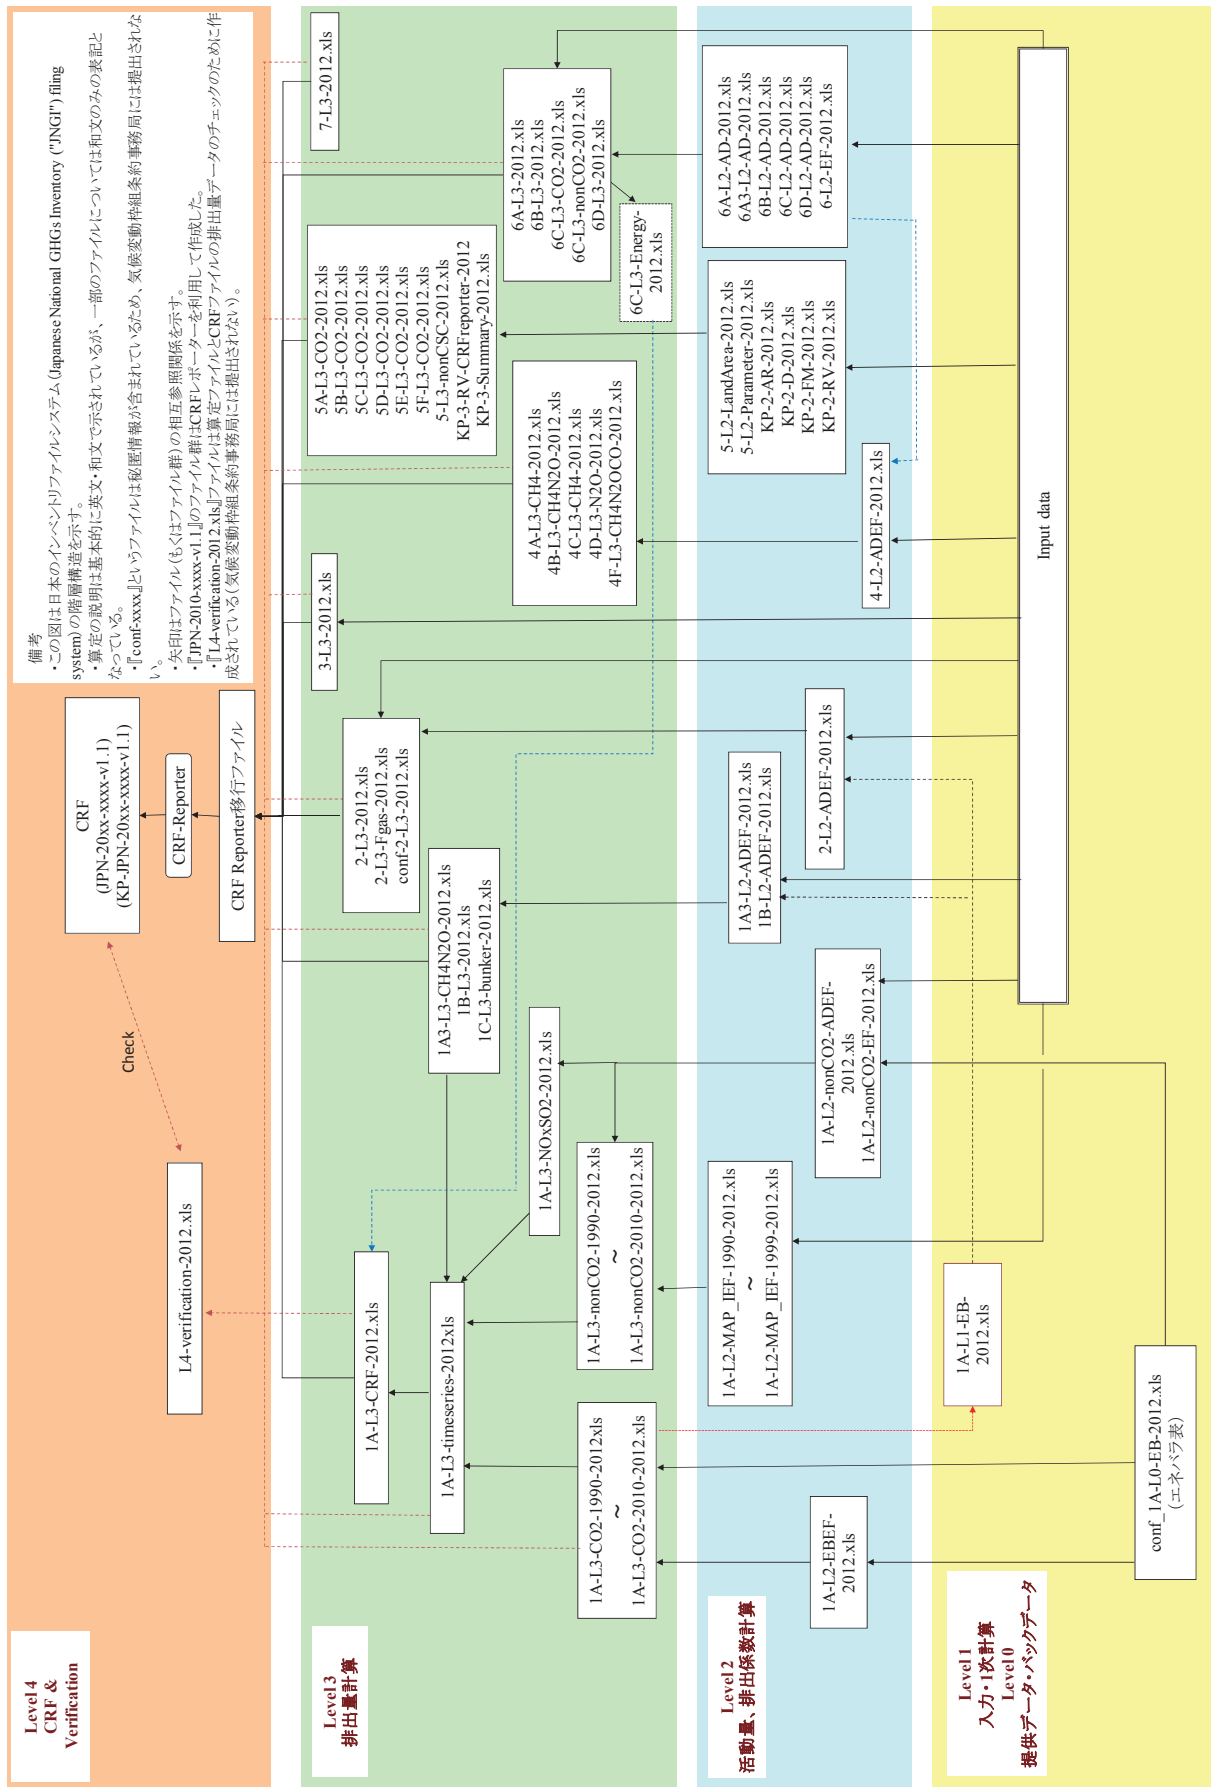 Level 4
CRF &
Verification
L4-verification-2012.xls
Check
CRF
(JPN-20xx-xxxx-v1.1)
(KP-JPN-20xx-xxxx-v1.1)
CRF-Reporter
CRF Reporter移行ファイル
備考
・この図は日本のインベントリファイルシステム(Japanese National GHGs Inventory ("JNGI") filing
system)の階層構造を示す。
・算定の説明は基本的に英文・和文で示されているが、一部のファイルについては和文のみの表記と
なっている。
・『conf-xxxx』というファイルは秘匿情報が含まれているため、気候変動枠組条約事務局には提出されな
い。
・矢印はファイル(もしくはファイル群)の相互参照関係を示す。
・『JPN-2010-xxxx-v1.1』のファイル群はCRFレポーターを利用して作成した。
・『L4-verification-2012.xls』ファイルは算定ファイルとCRFファイルの排出量データのチェックのために作
成されている(気候変動枠組条約事務局には提出されない)。
Level 3
排出量計算
1A-L3-CRF-2012.xls
1A-L3-timeseries-2012xls
1A-L3-CO2-1990-2012xls
~
1A-L3-CO2-2010-2012.xls
1A-L3-nonCO2-1990-2012.xls
~
1A-L3-nonCO2-2010-2012.xls
1A-L3-NOxSO2-2012.xls
1A3-L3-CH4N2O-2012.xls
1B-L3-2012.xls
1C-L3-bunker-2012.xls
2-L3-2012.xls
2-L3-Fgas-2012.xls
conf-2-L3-2012.xls
3-L3-2012.xls
4A-L3-CH4-2012.xls
4B-L3-CH4N2O-2012.xls
4C-L3-CH4-2012.xls
4D-L3-N2O-2012.xls
4F-L3-CH4N2OCO-2012.xls
5A-L3-CO2-2012.xls
5B-L3-CO2-2012.xls
5C-L3-CO2-2012.xls
5D-L3-CO2-2012.xls
5E-L3-CO2-2012.xls
5F-L3-CO2-2012.xls
5-L3-nonCSC-2012.xls
KP-3-RV-CRFreporter-2012
KP-3-Summary-2012.xls
6A-L3-2012.xls
6B-L3-2012.xls
6C-L3-CO2-2012.xls
6C-L3-nonCO2-2012.xls
6D-L3-2012.xls
6C-L3-Energy-
2012.xls
7-L3-2012.xls
Level 2
活動量、排出係数計算
1A-L2-EBEF-
2012.xls
1A-L2-MAP_IEF-1990-2012.xls
~
1A-L2-MAP_IEF-1999-2012.xls
1A-L2-nonCO2-ADEF-
2012.xls
1A-L2-nonCO2-EF-2012.xls
1A3-L2-ADEF-2012.xls
1B-L2-ADEF-2012.xls
2-L2-ADEF-2012.xls
4-L2-ADEF-2012.xls
5-L2-LandArea-2012.xls
5-L2-Parameter-2012.xls
KP-2-AR-2012.xls
KP-2-D-2012.xls
KP-2-FM-2012.xls
KP-2-RV-2012.xls
6A-L2-AD-2012.xls
6A3-L2-AD-2012.xls
6B-L2-AD-2012.xls
6C-L2-AD-2012.xls
6D-L2-AD-2012.xls
6-L2-EF-2012.xls
Level 1
入力・1次計算
Level 0
提供データ・バックデータ
conf_1A-L0-EB-2012.xls
(エネバラ表)
1A-L1-EB-
2012.xls
Input data